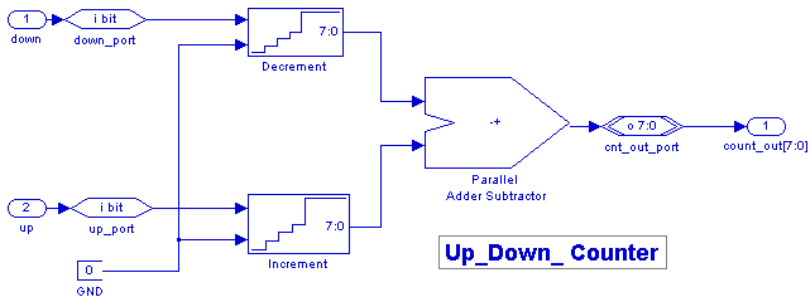 1
i bit
down
down_port
7:0
Decrement
-+
o 7:0
1
cnt_out_port
count_out[7:0]
Parallel
Adder Subtractor
2
i bit
up
up_port
7:0
Increment
0
GND
Up_Down_ Counter